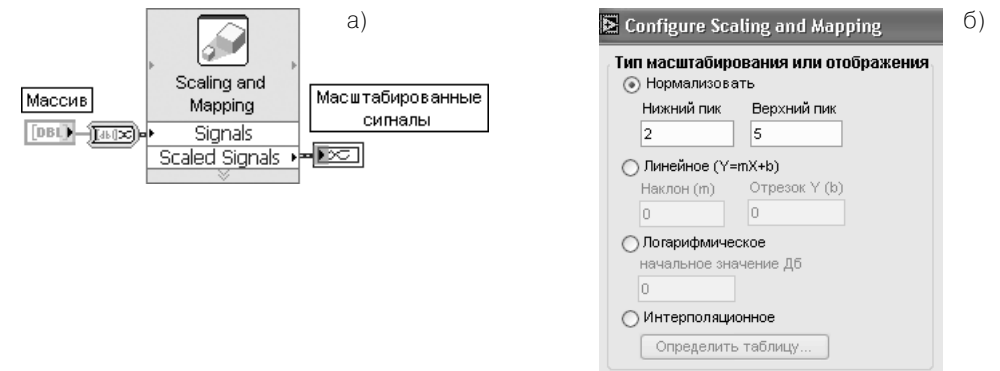 а)
Scaling and
Mapping
Массив
[DBL]
Signals
Scaled Signals
Масштабированные
сигналы
б)
Configure Scaling and Mapping
Тип масштабирования или отображения
Нормализовать
Нижний пик Верхний пик
2 5
Линейное (Y=mX+b)
Наклон (m) Отрезок Y (b)
0 0
Логарифмическое
начальное значение Дб
0
Интерполяционное
Определить таблицу...